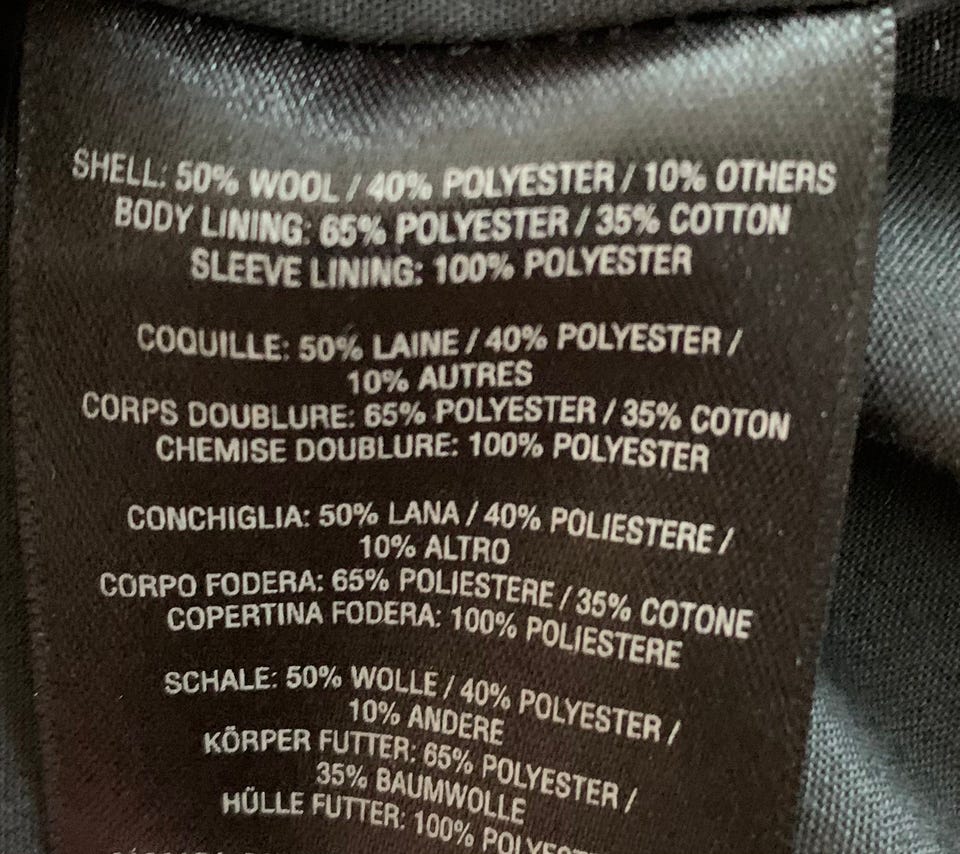 SHELL: 50% WOOL / 40% POLYESTER / 10% OTHERS
BODY LINING: 65% POLYESTER / 35% COTTON
SLEEVE LINING: 100% POLYESTER
COQUILLE: 50% LAINE / 40% POLYESTER /
10% AUTRES
CORPS DOUBLURE: 65% POLYESTER / 35% COTON
CHEMISE DOUBLURE: 100% POLYESTER
CONCHIGLIA: 50% LANA / 40% POLIESTERE /
10% ALTRO
CORPO FODERA: 65% POLIESTERE / 35% COTONE
COPERTINA FODERA: 100% POLIESTERE
SCHALE: 50% WOLLE / 40% POLYESTER /
10% ANDERE
KÖRPER FUTTER: 65% POLYESTER /
35% BAUMWOLLE
HÜLLE FUTTER: 100%